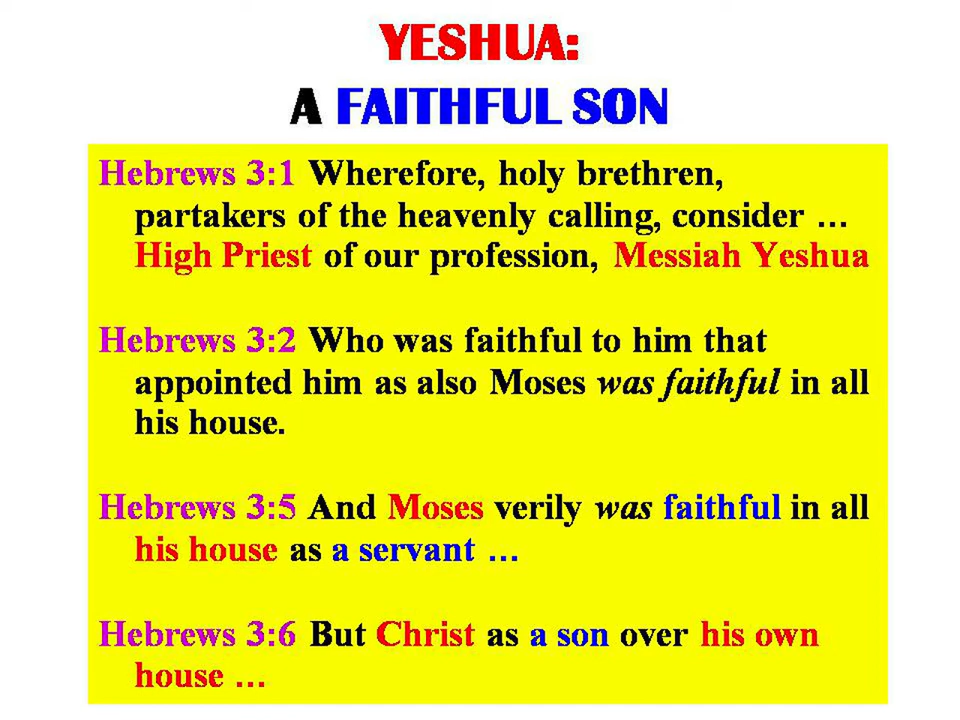 YESHUA:
A FAITHFUL SON
Hebrews 3:1 Wherefore, holy brethren,
partakers of the heavenly calling, consider …
High Priest of our profession, Messiah Yeshua
Hebrews 3:2 Who was faithful to him that
appointed him as also Moses was faithful in all
his house.
Hebrews 3:5 And Moses verily was faithful in all
his house as a servant …
Hebrews 3:6 But Christ as a son over his own
house …